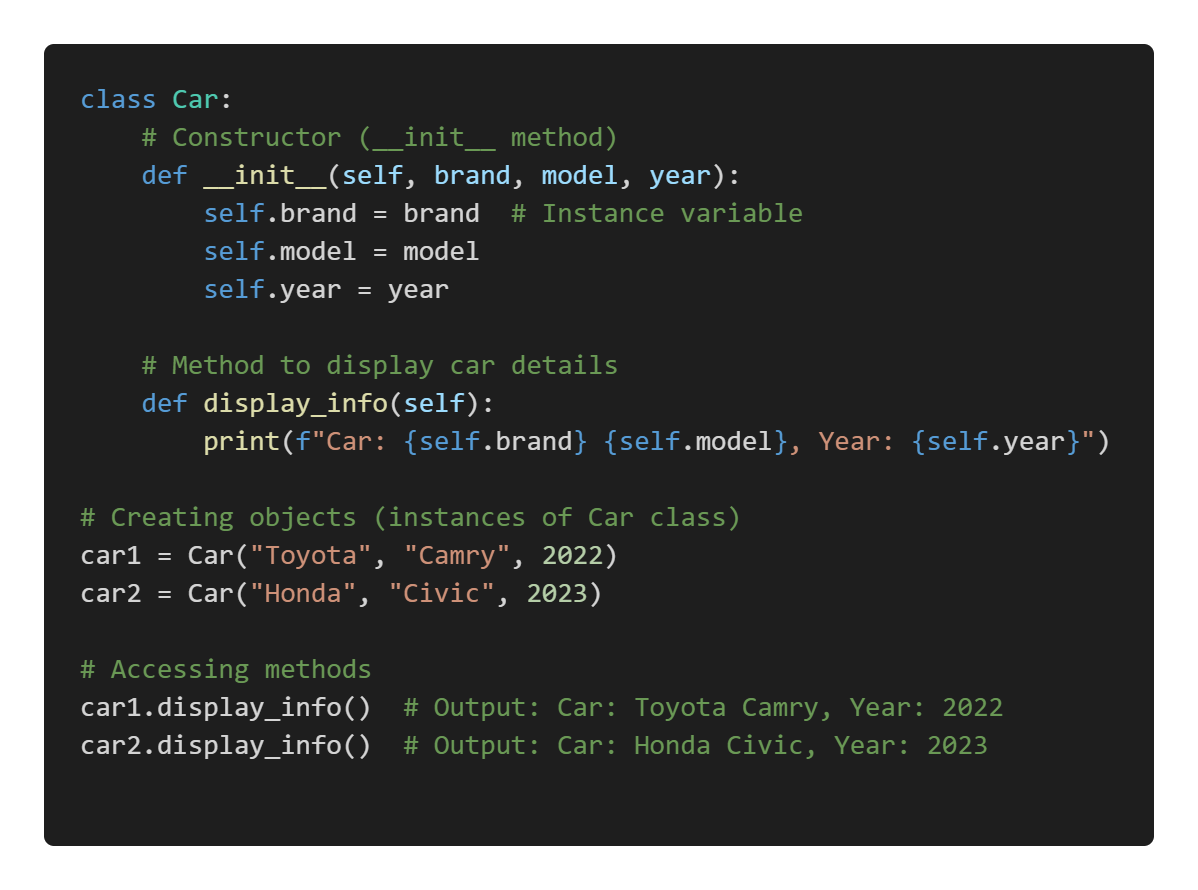 class Car:
    # Constructor (__init__ method)
    def __init__(self, brand, model, year):
        self.brand = brand  # Instance variable
        self.model = model
        self.year = year

    # Method to display car details
    def display_info(self):
        print(f"Car: {self.brand} {self.model}, Year: {self.year}")

# Creating objects (instances of Car class)
car1 = Car("Toyota", "Camry", 2022)
car2 = Car("Honda", "Civic", 2023)

# Accessing methods
car1.display_info()  # Output: Car: Toyota Camry, Year: 2022
car2.display_info()  # Output: Car: Honda Civic, Year: 2023